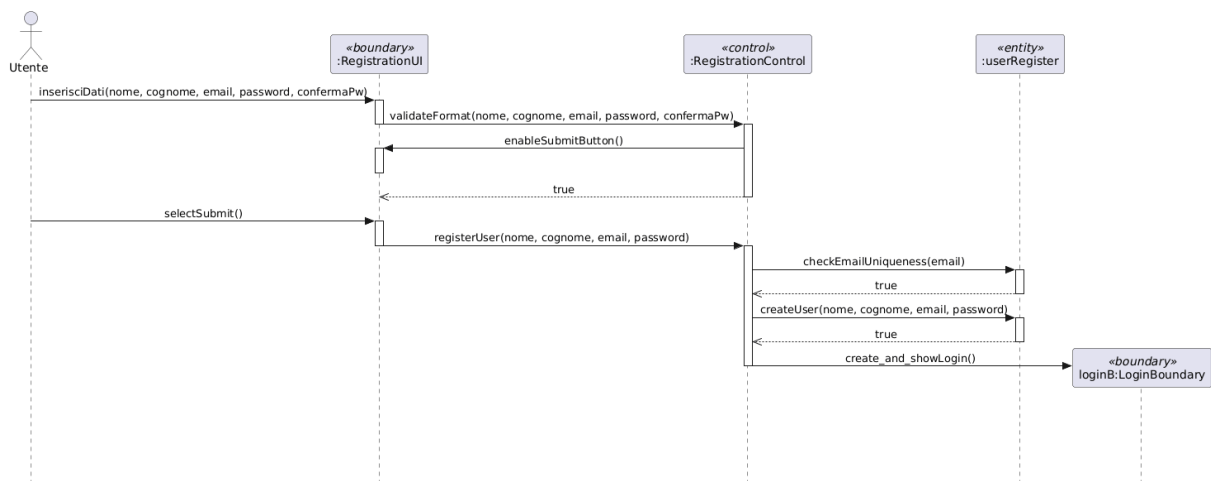 Utente
«boundary»
:RegistrationUI
«control»
:RegistrationControl
«entity»
:userRegister
inserisciDati(nome, cognome, email, password, confermaPw)
validateFormat(nome, cognome, email, password, confermaPw)
enableSubmitButton()
true
selectSubmit()
registerUser(nome, cognome, email, password)
checkEmailUniqueness(email)
true
createUser(nome, cognome, email, password)
true
create_and_showLogin()
«boundary»
loginB:LoginBoundary